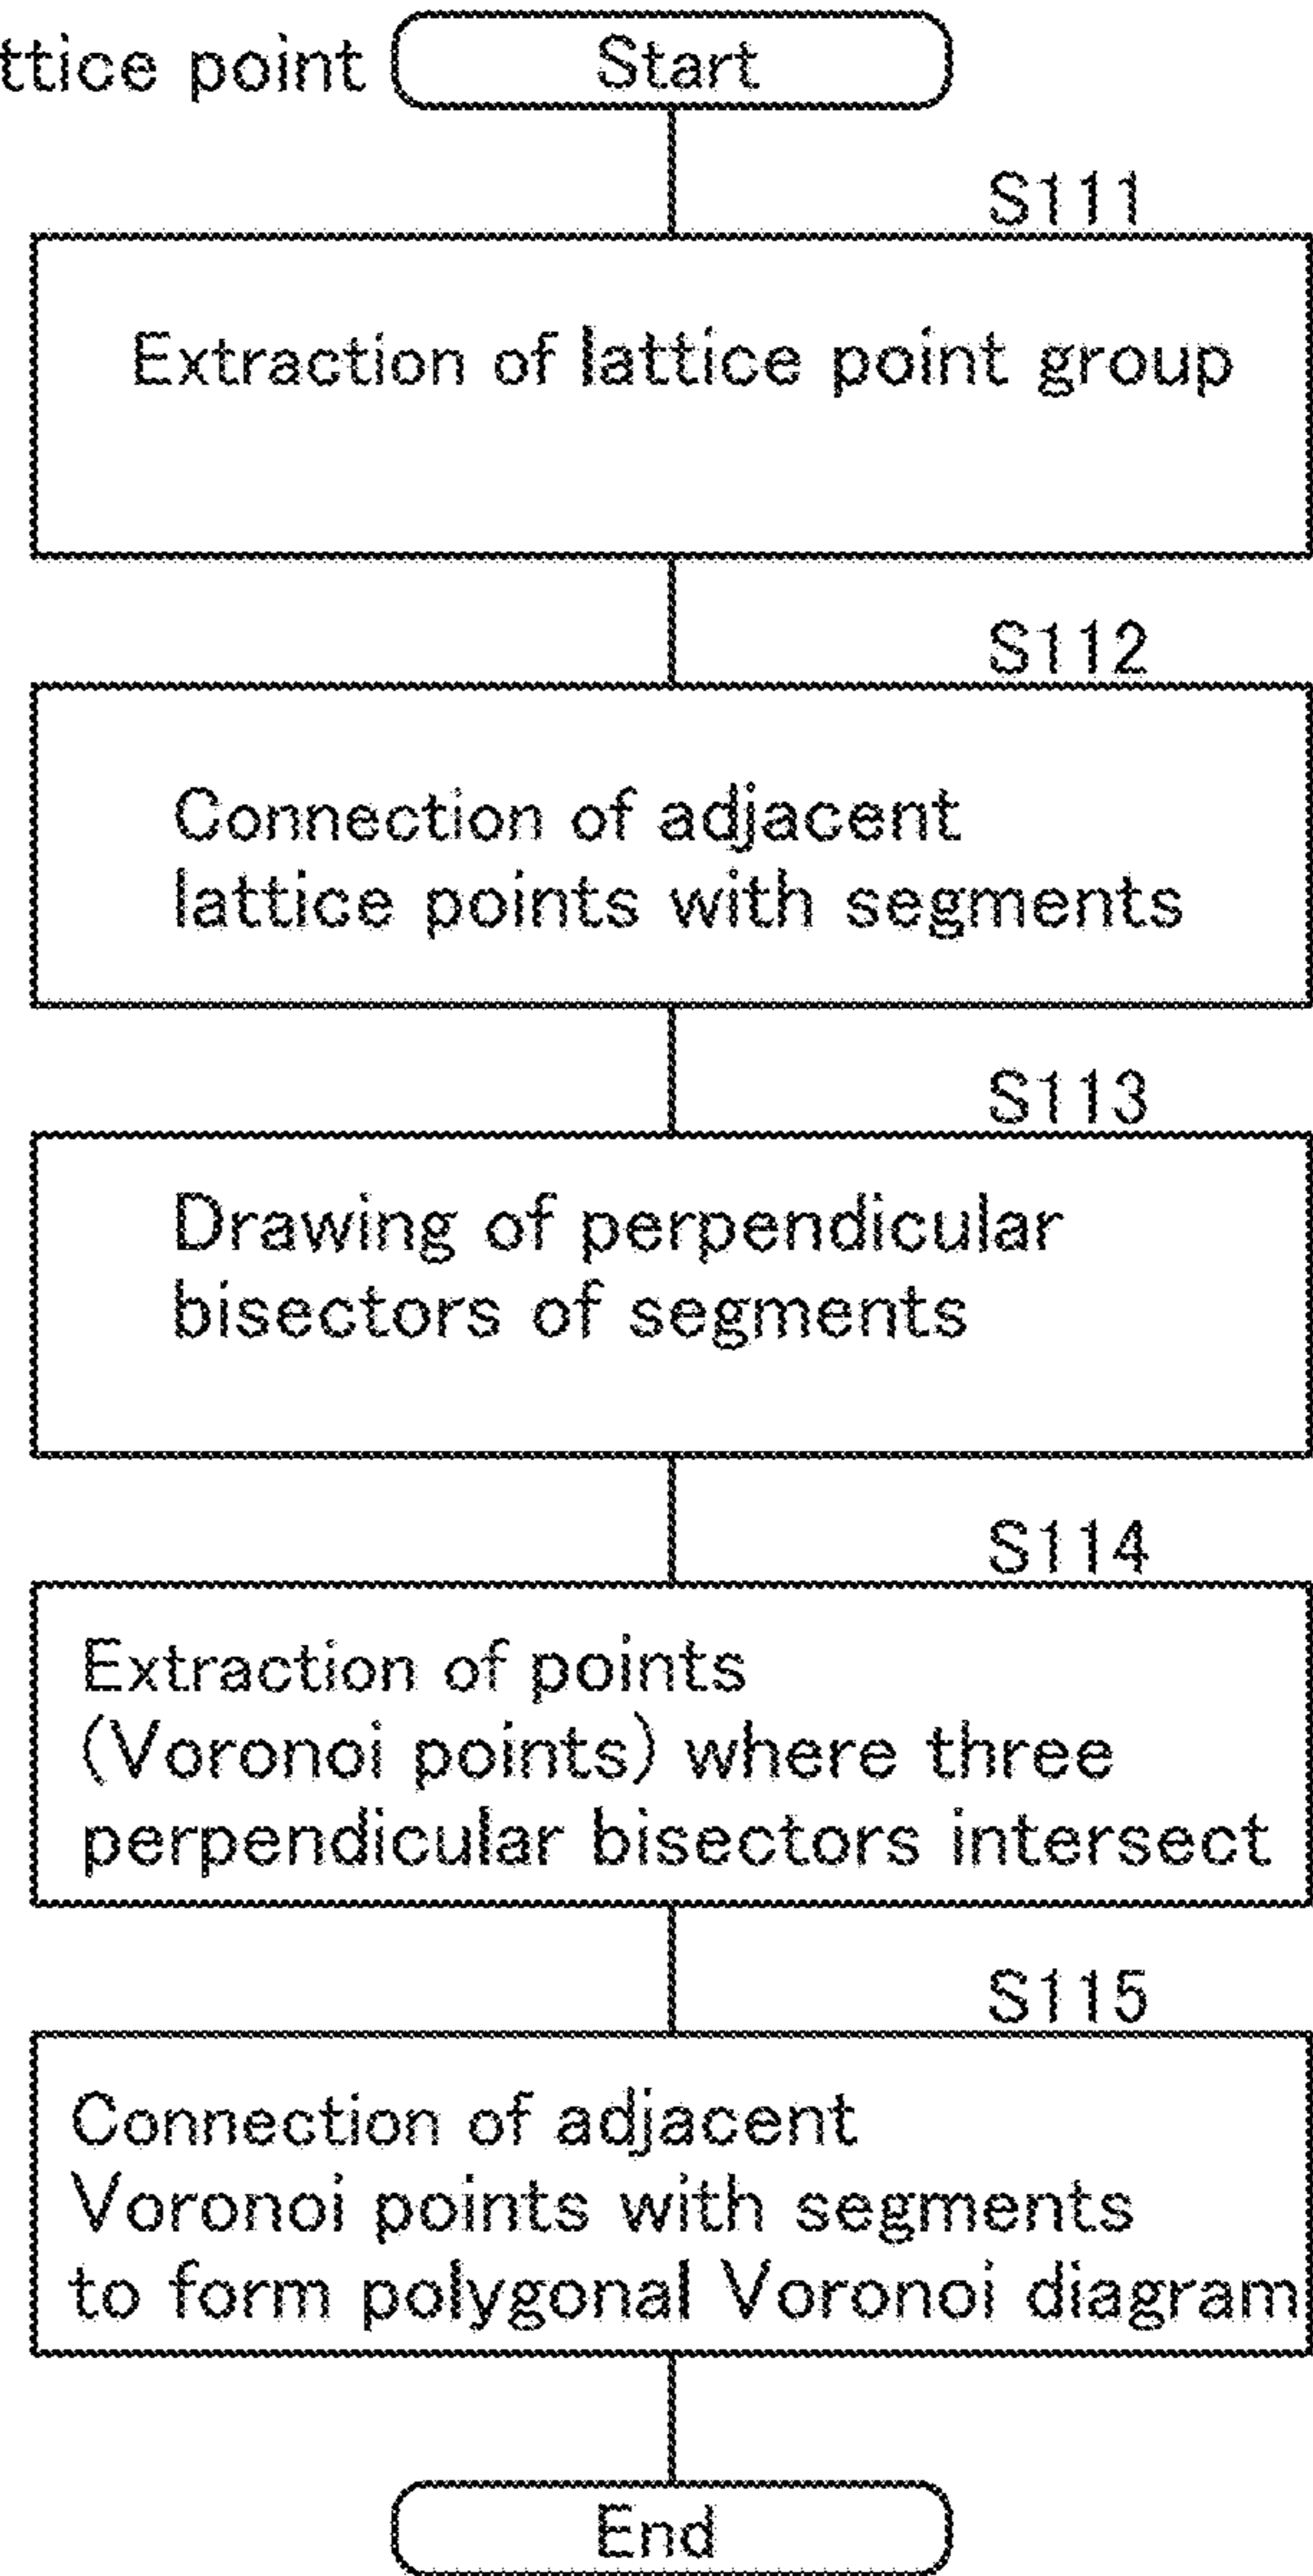 point
Start
S111
Extraction of lattice point group
S112
Connection of adjacent
lattice points with segments
S113
Drawing of perpendicular
bisectors of segments
S114
Extraction of points
(Voronoi points) where three
perpendicular bisectors intersect
S115
Connection of adjacent
Voronoi points with segments
to form polygonal Voronoi diagram
End